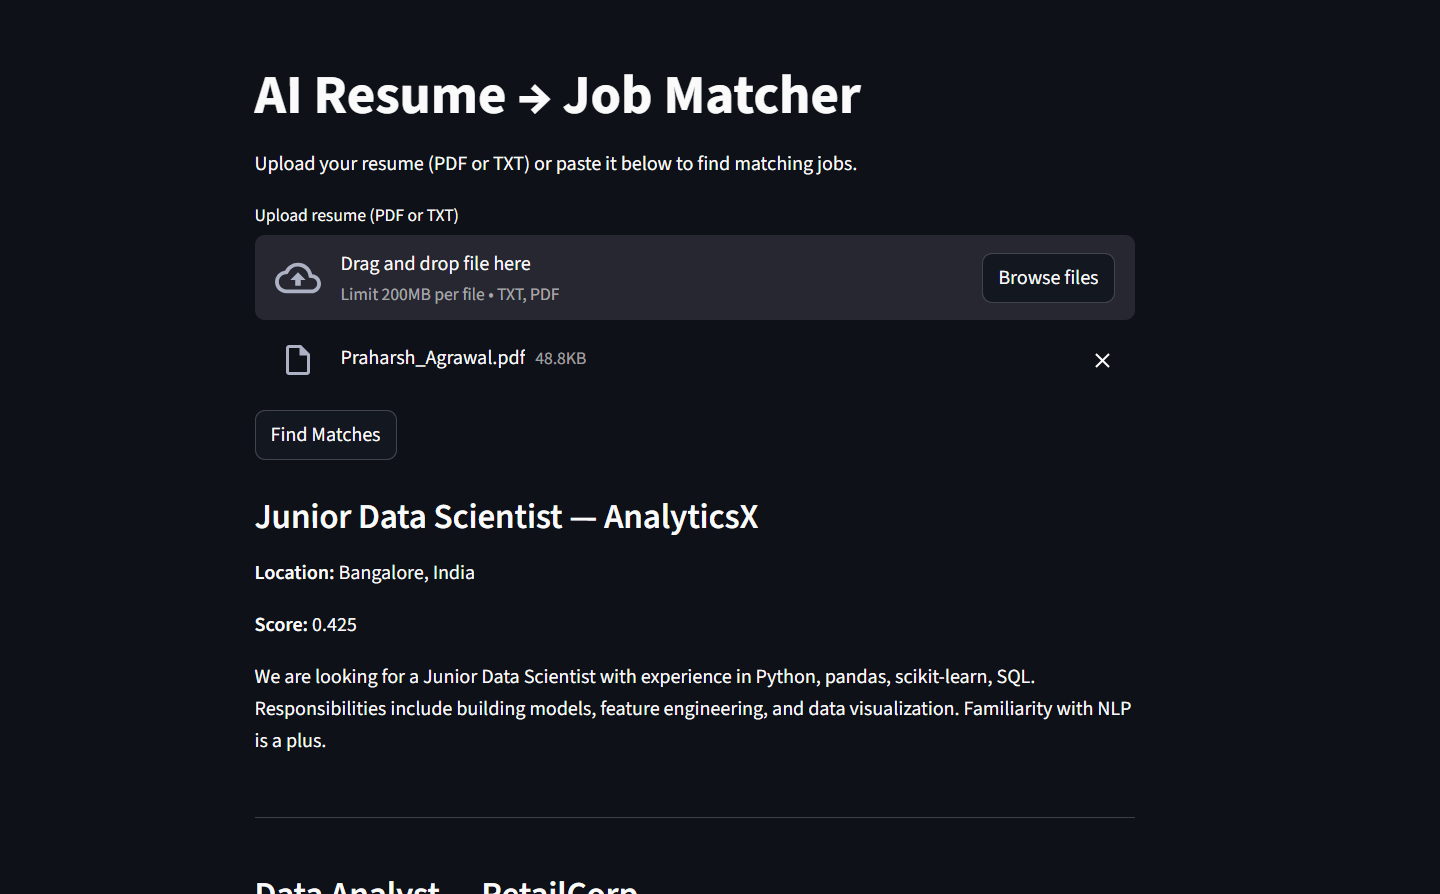 AI Resume → Job Matcher
Upload your resume (PDF or TXT) or paste it below to find matching jobs.
Upload resume (PDF or TXT)
Drag and drop file here
Limit 200MB per file • TXT, PDF
Browse files
Praharsh_Agrawal.pdf 48.8KB
Find Matches
Junior Data Scientist — AnalyticsX
Location: Bangalore, India
Score: 0.425
We are looking for a Junior Data Scientist with experience in Python, pandas, scikit-learn, SQL.
Responsibilities include building models, feature engineering, and data visualization. Familiarity with NLP
is a plus.
Data Analyst — RetailCorp